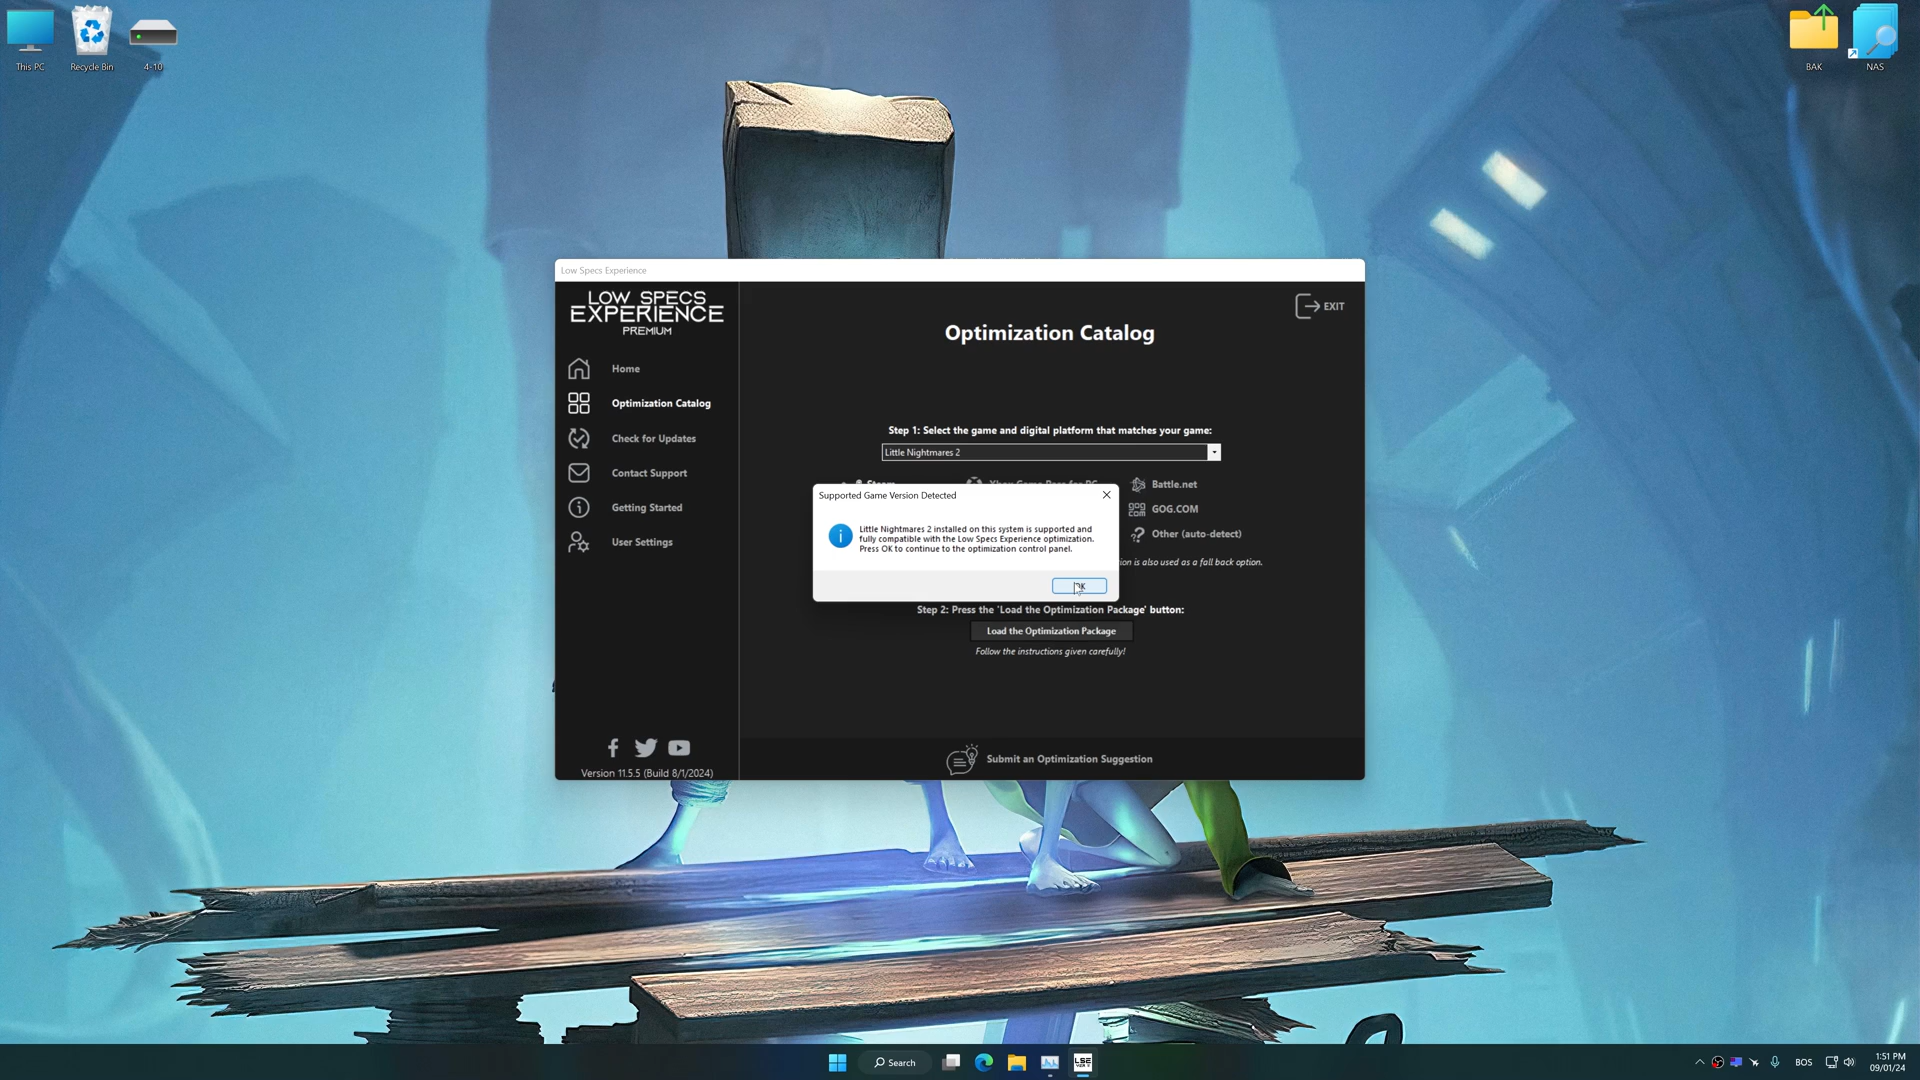 This PC
Recycle Bin
4-10
BAK
NAS
Low Specs Experience
LOW SPECS
EXPERIENCE
PREMIUM
EXIT
Optimization Catalog
Home
Optimization Catalog
Check for Updates
Contact Support
Getting Started
User Settings
Step 1: Select the game and digital platform that matches your game:
Little Nightmares 2
Battle.net
GOG.COM
Other (auto-detect)
ion is also used as a fall back option.
Supported Game Version Detected
Little Nightmares 2 installed on this system is supported and
fully compatible with the Low Specs Experience optimization.
Press OK to continue to the optimization control panel.
Step 2: Press the 'Load the Optimization Package' button:
Load the Optimization Package
Follow the instructions given carefully!
Version 11.5.5 (Build 8/1/2024)
Submit an Optimization Suggestion
Search
LSE
BOS
1:51 PM
09/01/24